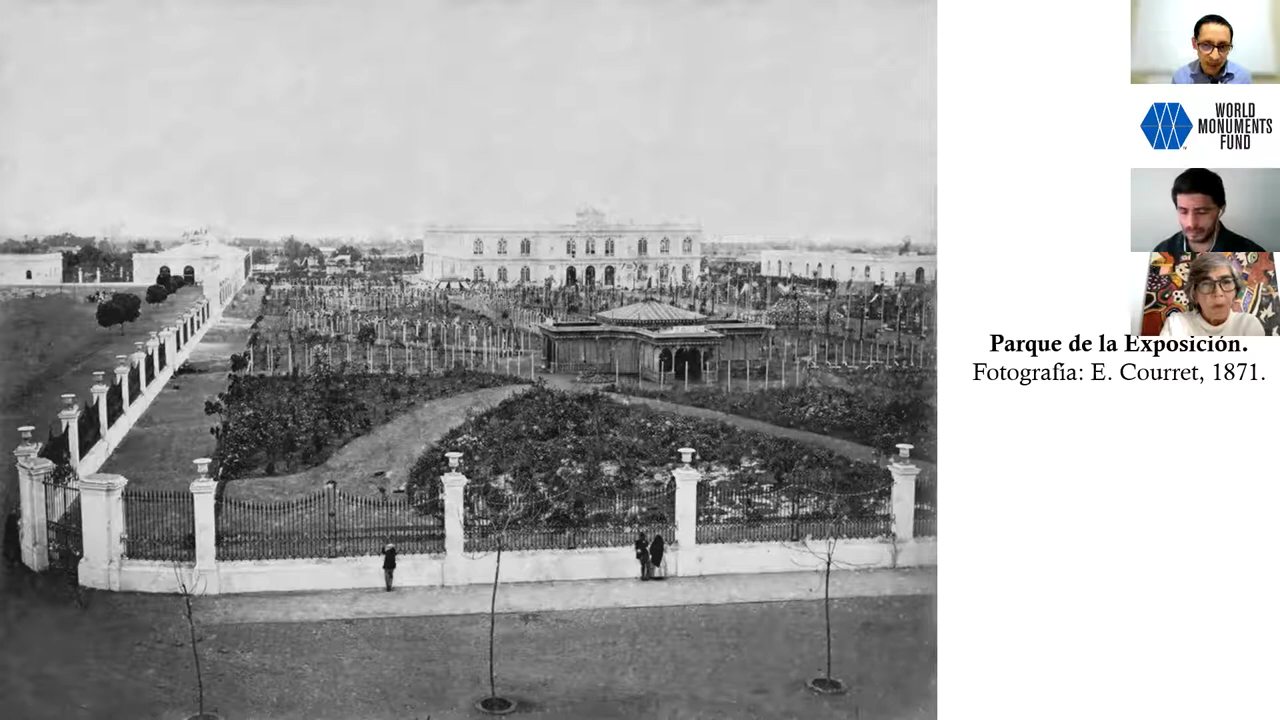 WORLD
MONUMENTS
FUND
Parque de la Exposición.
Fotografía: E. Courret, 1871.